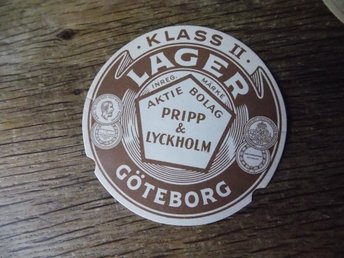 KLASS II
LAGER
INREG. MÄRKE
AKTIE BOLAG
PRIPP
&
LYCKHOLM
GÖTEBORG